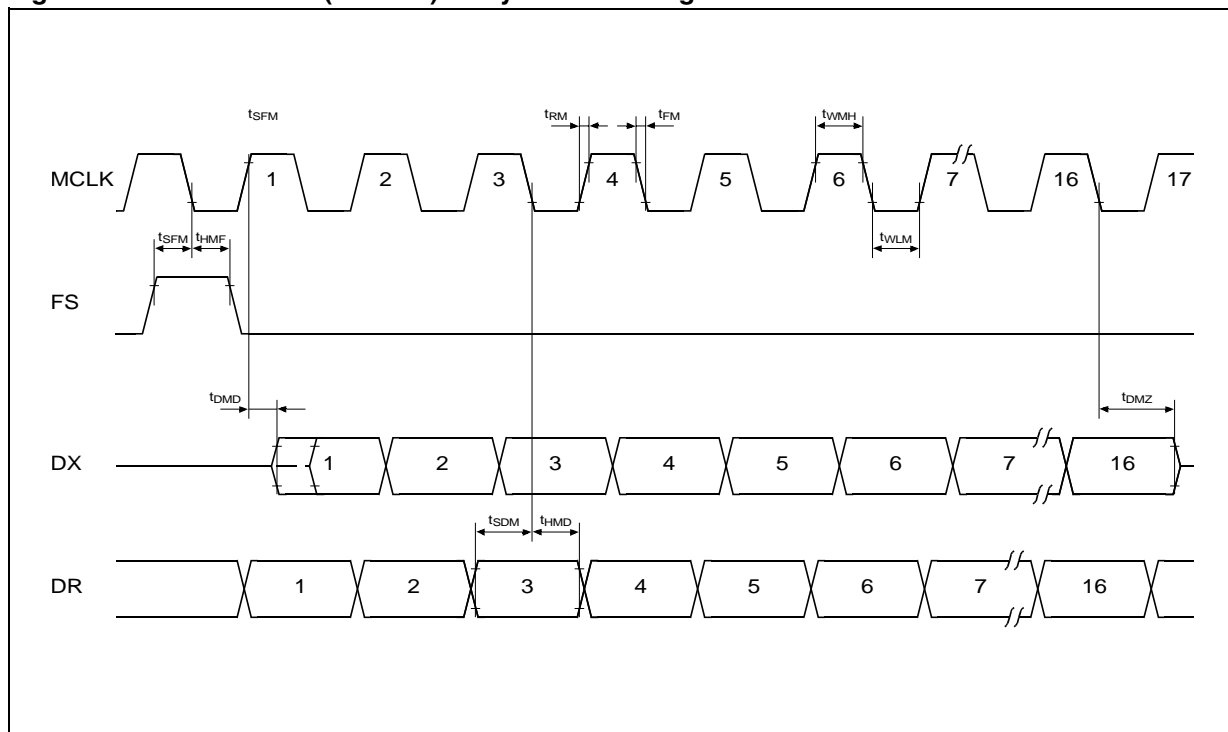 tSFM
tRM
tFM
tWMH
MCLK
1 2 3 4 5 6 7 16 17
tSFM tHMF
tWLM
FS
tDMD
tDMZ
DX
1 2 3 4 5 6 7 16
tSDM tHMD
DR
1 2 3 4 5 6 7 16